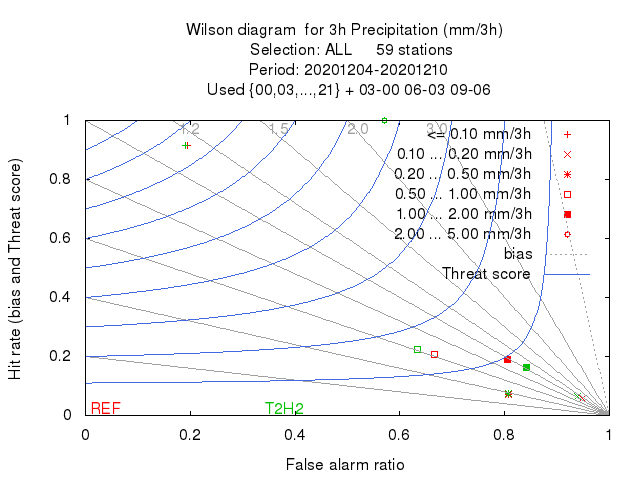 Wilson diagram  for 3h Precipitation (mm/3h)
Selection: ALL     59 stations
Period: 20201204-20201210
Used {00,03,...,21} + 03-00 06-03 09-06
1.2 1.5 2.0 3.0
<= 0.10 mm/3h
0.10 ... 0.20 mm/3h
0.20 ... 0.50 mm/3h
0.50 ... 1.00 mm/3h
1.00 ... 2.00 mm/3h
2.00 ... 5.00 mm/3h
bias
Threat score
Hit rate (bias and Threat score)
1
0.8
0.6
0.4
0.2
0
REF
T2H2
0 0.2 0.4 0.6 0.8 1
False alarm ratio